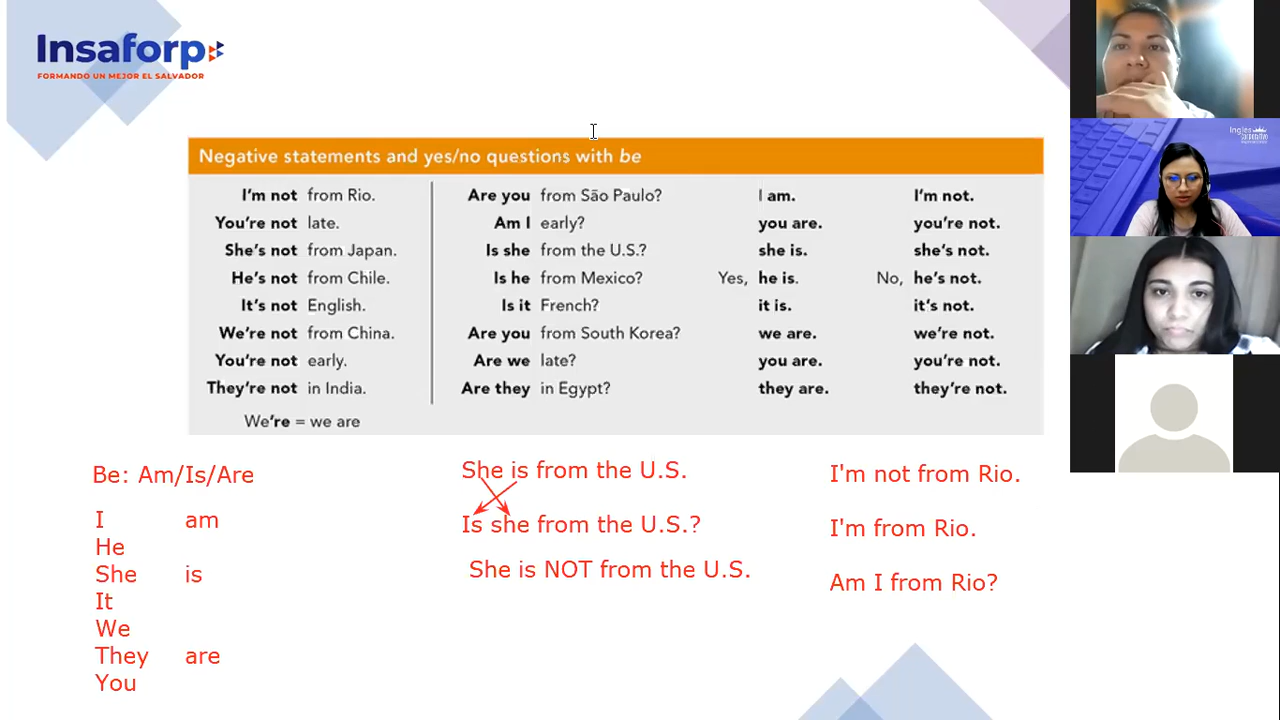 Insaforp
FORMANDO UN MEJOR EL SALVADOR
Negative statements and yes/no questions with be
I'm not from Rio. Are you from São Paulo? I am. I'm not.
You're not late. Am I early? you are. you're not.
She's not from Japan. Is she from the U.S.? she is. she's not.
He's not from Chile. Is he from Mexico? Yes, he is. No, he's not.
It's not English. Is it French? it is. it's not.
We're not from China. Are you from South Korea? we are. we're not.
You're not early. Are we late? you are. you're not.
They're not in India. Are they in Egypt? they are. they're not.
We're = we are
Be: Am/Is/Are
I am
He
She is
It
We
They are
You
She is from the U.S.
Is she from the U.S.?
She is NOT from the U.S.
I'm not from Rio.
I'm from Rio.
Am I from Rio?
Ingles